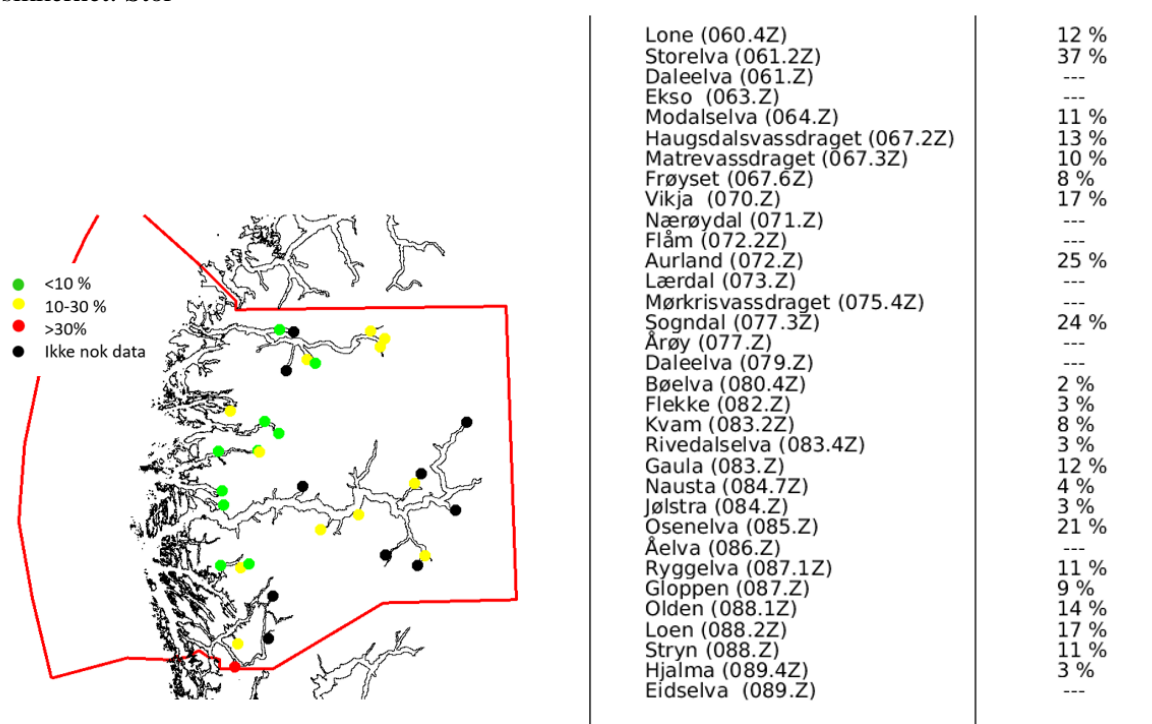 <10 %
10-30 %
>30%
Ikke nok data
Lone (060.4Z) 12 %
Storelva (061.2Z) 37 %
Daleelva (061.Z) ---
Ekso (063.Z) ---
Modalselva (064.Z) 11 %
Haugsdalsvassdraget (067.2Z) 13 %
Matrevassdraget (067.3Z) 10 %
Frøyset (067.6Z) 8 %
Vikja (070.Z) 17 %
Nærøydal (071.Z) ---
Flåm (072.2Z) ---
Aurland (072.Z) 25 %
Lærdal (073.Z) ---
Mørkrisvassdraget (075.4Z) ---
Sogndal (077.3Z) 24 %
Årøy (077.Z) ---
Daleelva (079.Z) ---
Bøelva (080.4Z) 2 %
Flekke (082.Z) 3 %
Kvam (083.2Z) 8 %
Rivedalselva (083.4Z) 3 %
Gaula (083.Z) 12 %
Nausta (084.7Z) 4 %
Jølstra (084.Z) 3 %
Osenelva (085.Z) 21 %
Åelva (086.Z) ---
Ryggelva (087.1Z) 11 %
Gloppen (087.Z) 9 %
Olden (088.1Z) 14 %
Loen (088.2Z) 17 %
Stryn (088.Z) 11 %
Hjalma (089.4Z) 3 %
Eidselva (089.Z) ---